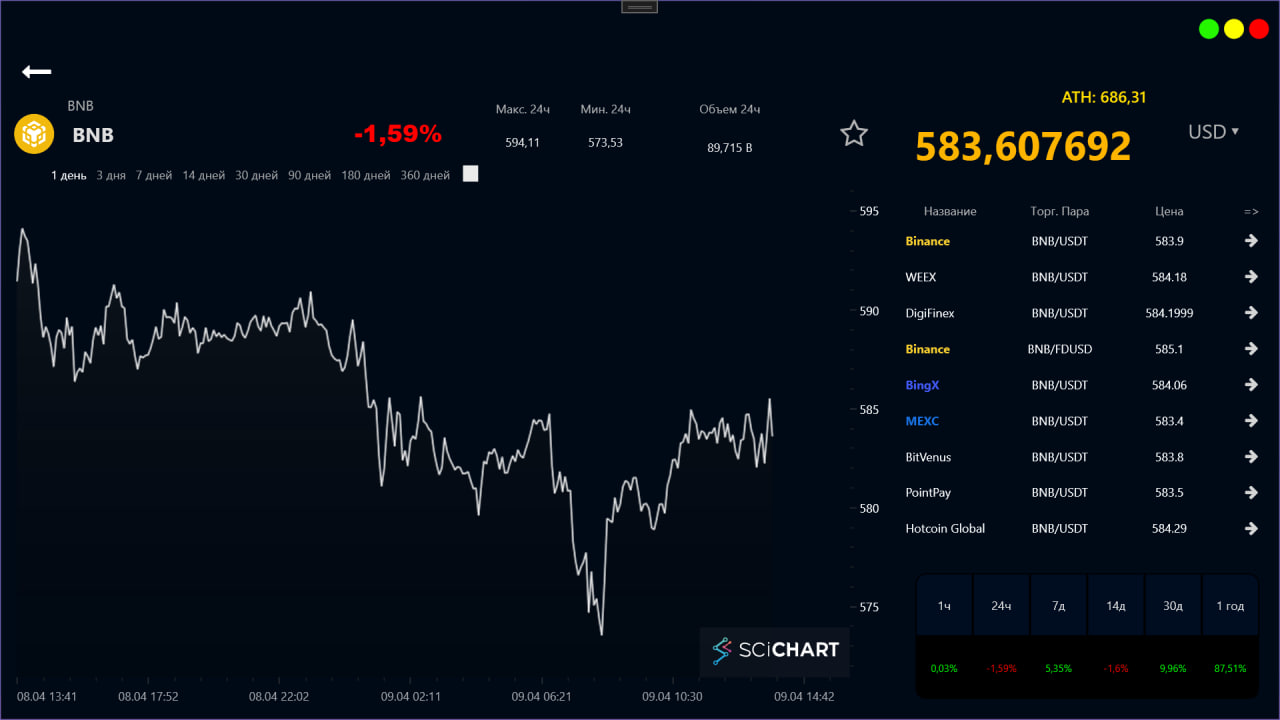 ATH: 686,31
BNB
BNB
-1,59%
Макс. 24ч Мин. 24ч Объем 24ч
594,11 573,53 89,715 B
583,607692
USD ▾
1 день 3 дня 7 дней 14 дней 30 дней 90 дней 180 дней 360 дней
595
590
585
580
575
08.04 13:41 08.04 17:52 08.04 22:02 09.04 02:11 09.04 06:21 09.04 10:30 09.04 14:42
SCiCHART
Название Торг. Пара Цена =>
Binance BNB/USDT 583.9
WEEX BNB/USDT 584.18
DigiFinex BNB/USDT 584.1999
Binance BNB/FDUSD 585.1
BingX BNB/USDT 584.06
MEXC BNB/USDT 583.4
BitVenus BNB/USDT 583.8
PointPay BNB/USDT 583.5
Hotcoin Global BNB/USDT 584.29
1ч 24ч 7д 14д 30д 1 год
0,03% -1,59% 5,35% -1,6% 9,96% 87,51%